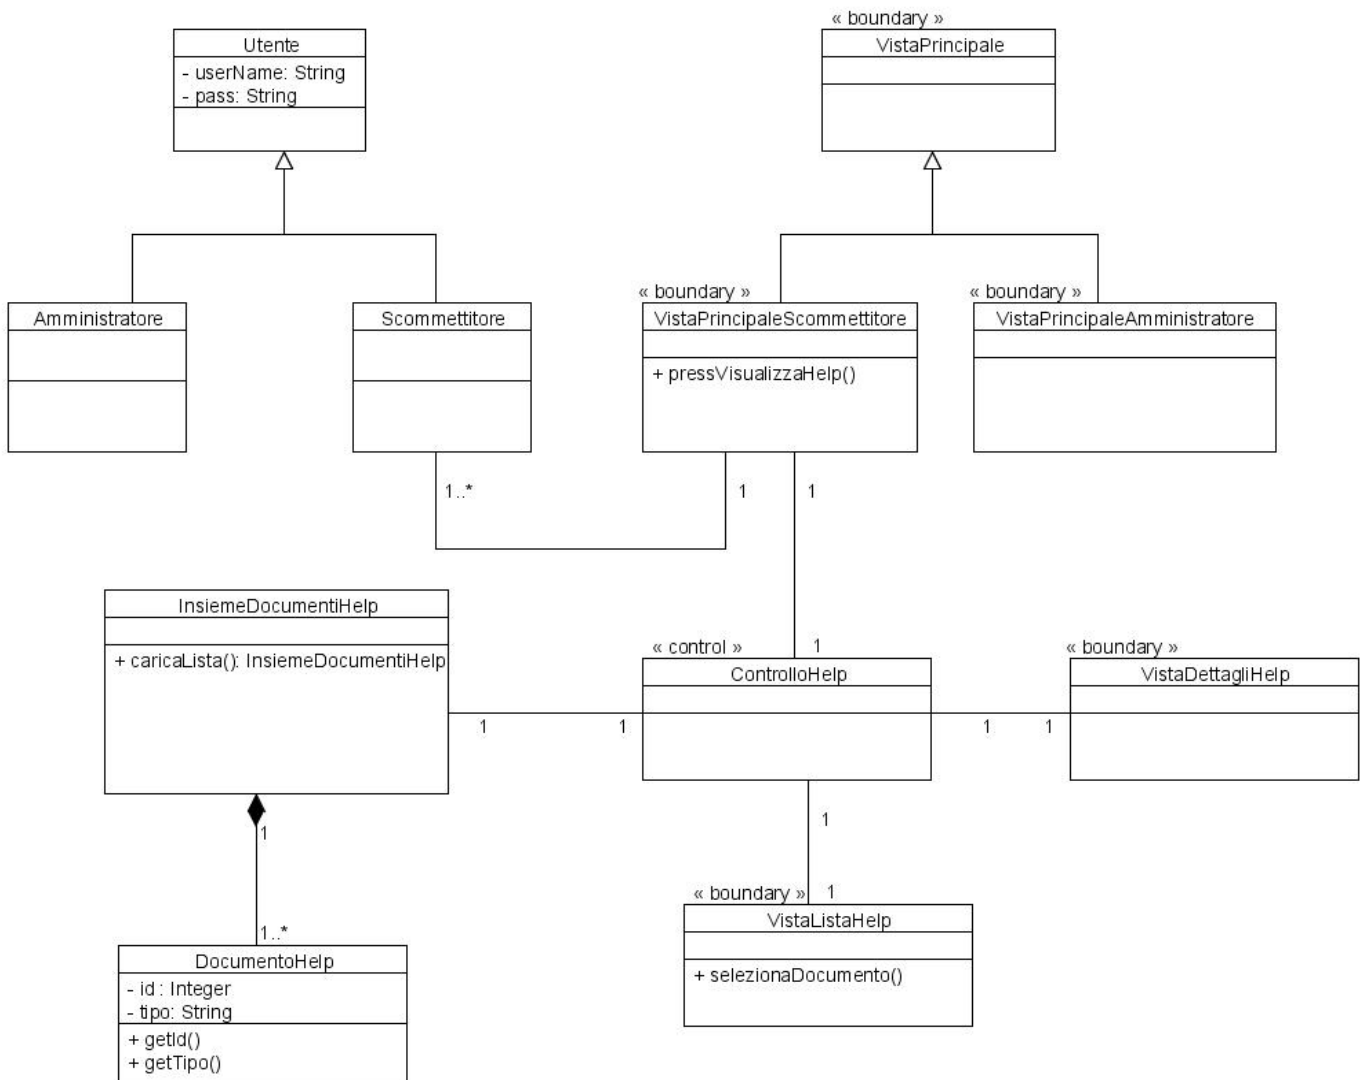 « boundary »
Utente
- userName: String
- pass: String
VistaPrincipale
« boundary »
« boundary »
Amministratore
Scommettitore
VistaPrincipaleScommettitore
+ pressVisualizzaHelp()
VistaPrincipaleAmministratore
1..*
1
1
InsiemeDocumentiHelp
+ caricaLista(): InsiemeDocumentiHelp
« control »
1
ControlloHelp
« boundary »
VistaDettagliHelp
1
1
1
1
1
1
« boundary »
1
VistaListaHelp
+ selezionaDocumento()
1..*
DocumentoHelp
- id : Integer
- tipo: String
+ getId()
+ getTipo()